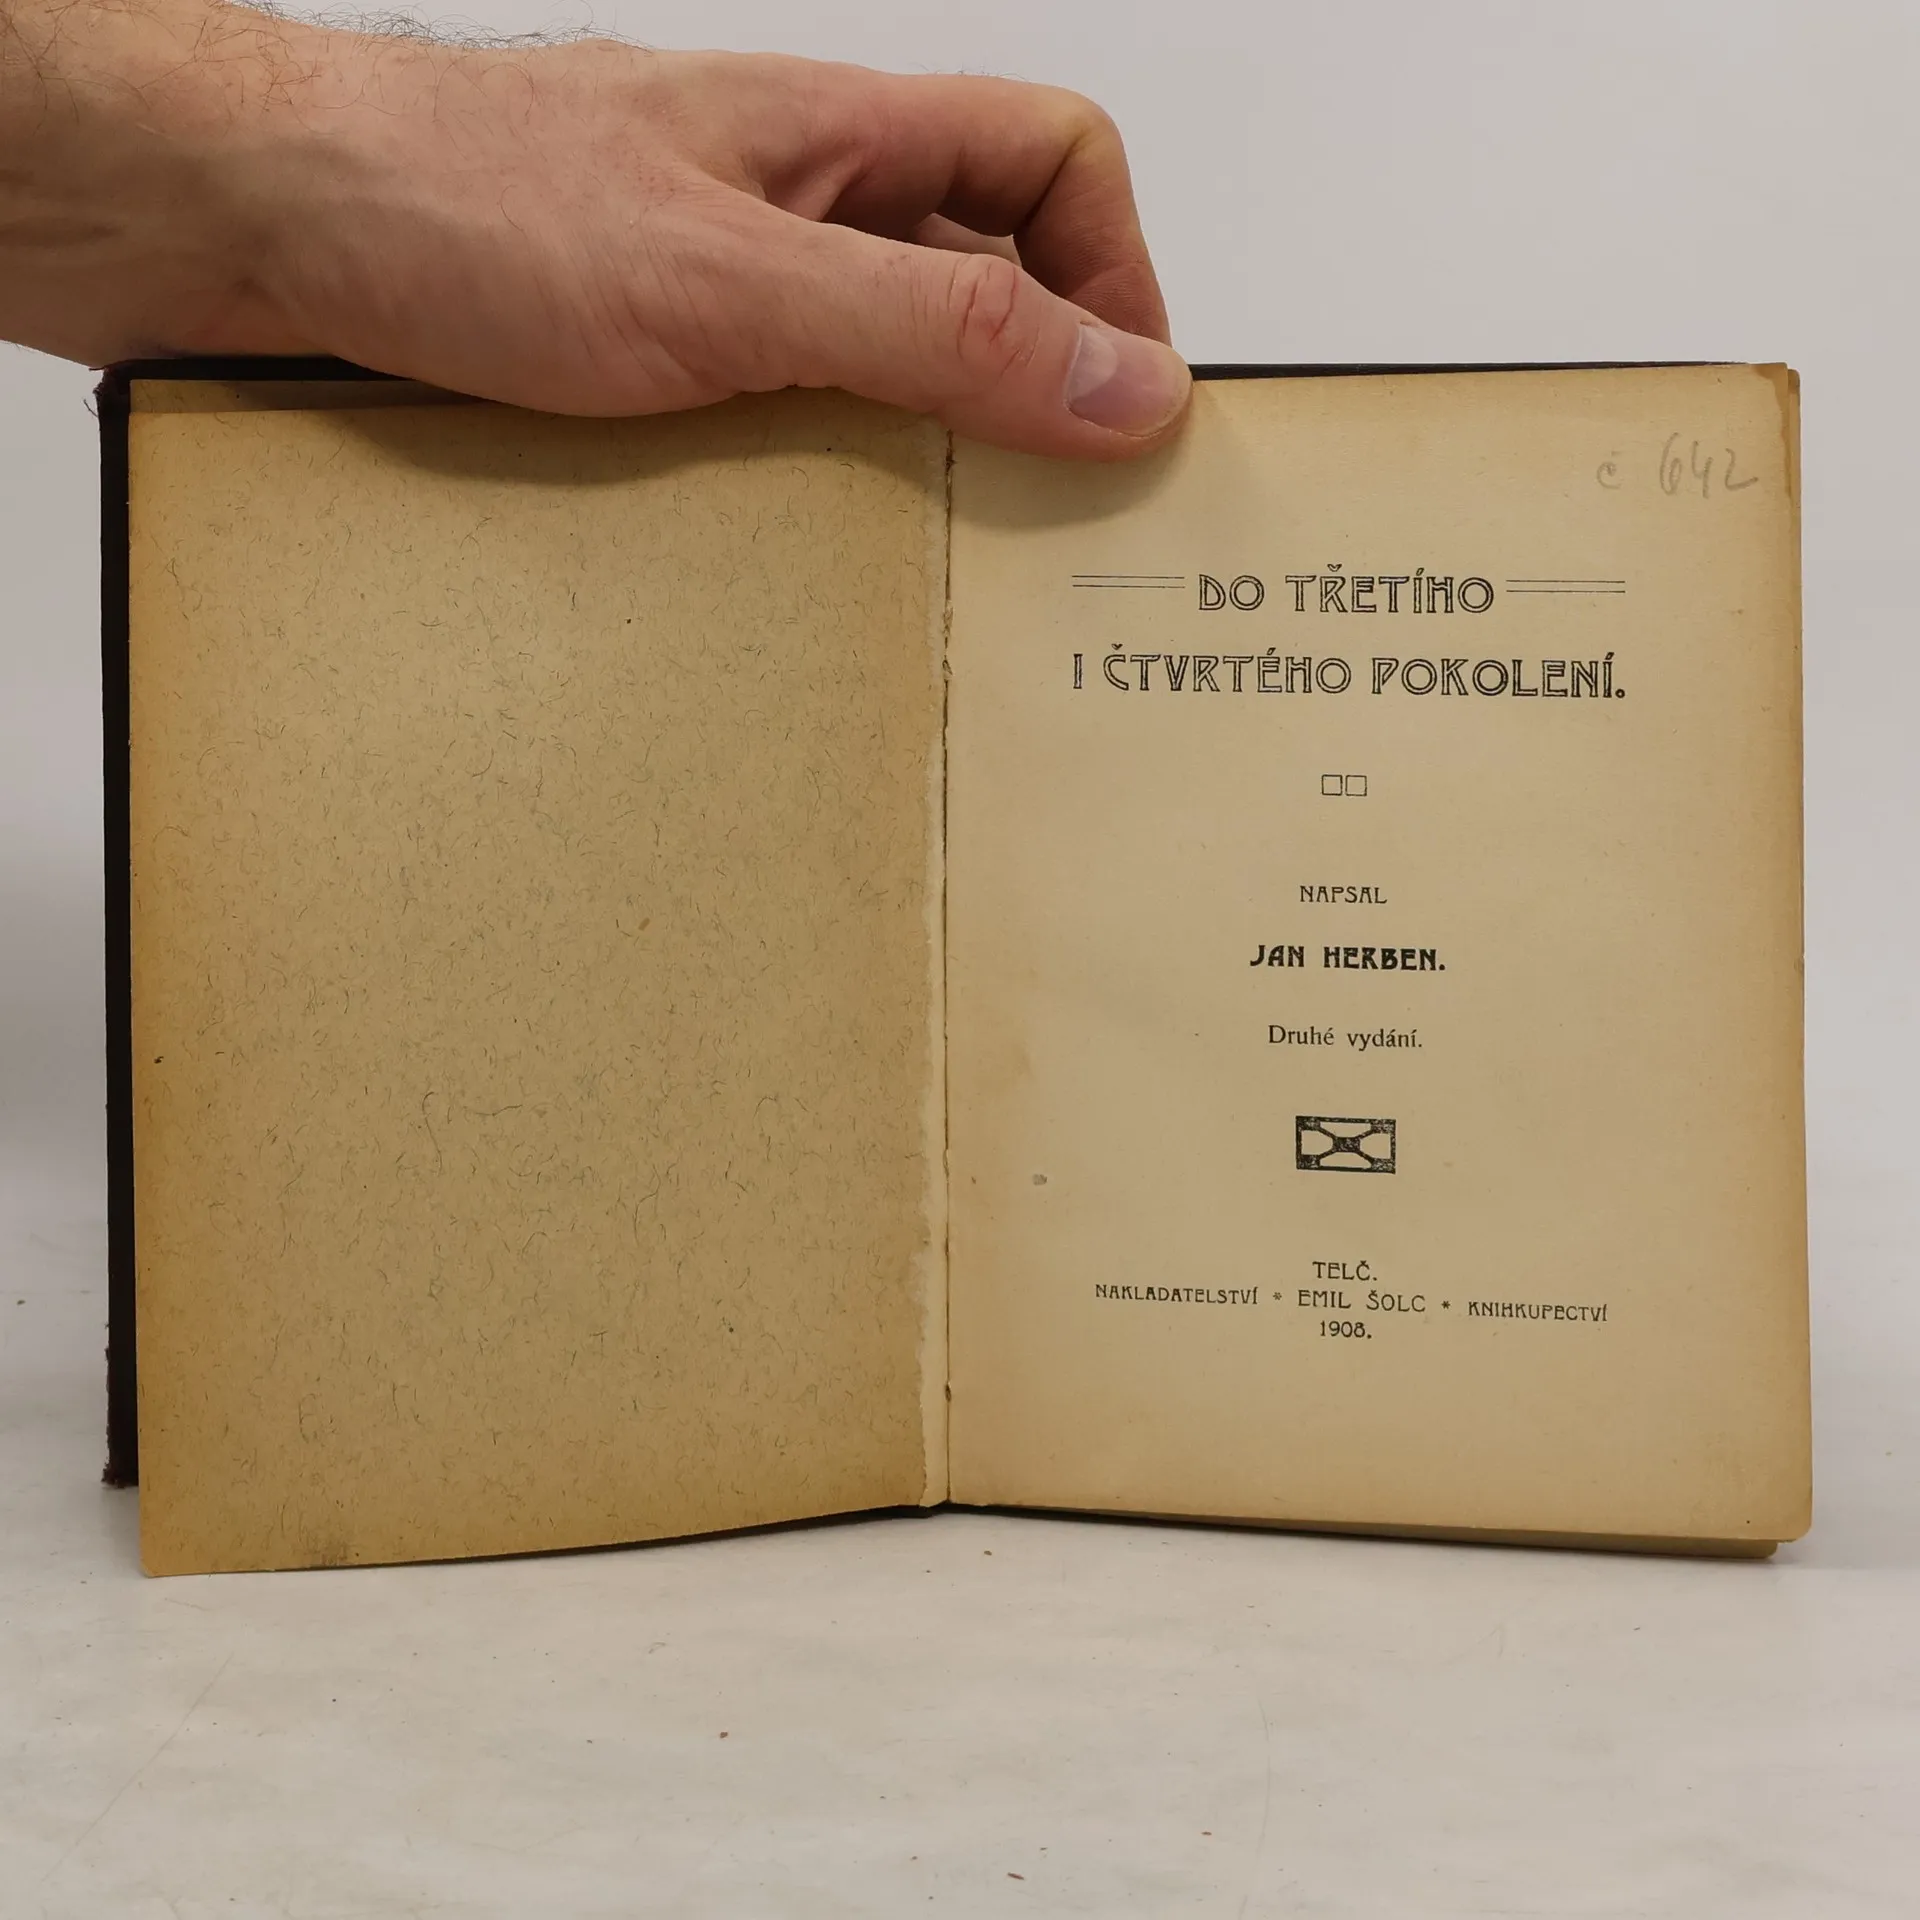 č 642
DO TŘETÍHO
I ČTVRTÉHO POKOLENÍ.
NAPSAL
JAN HERBEN.
Druhé vydání.
TELČ.
NAKLADATELSTVÍ * EMIL ŠOLC * KNIHKUPECTVÍ
1908.